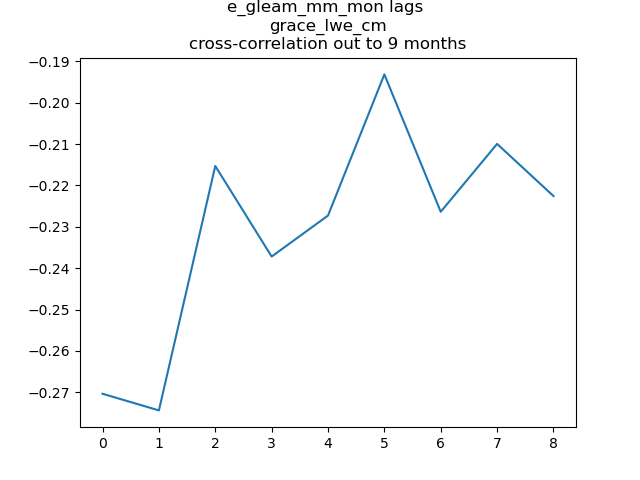 e_gleam_mm_mon lags
grace_lwe_cm
cross-correlation out to 9 months
−0.19
−0.20
−0.21
−0.22
−0.23
−0.24
−0.25
−0.26
−0.27
0 1 2 3 4 5 6 7 8